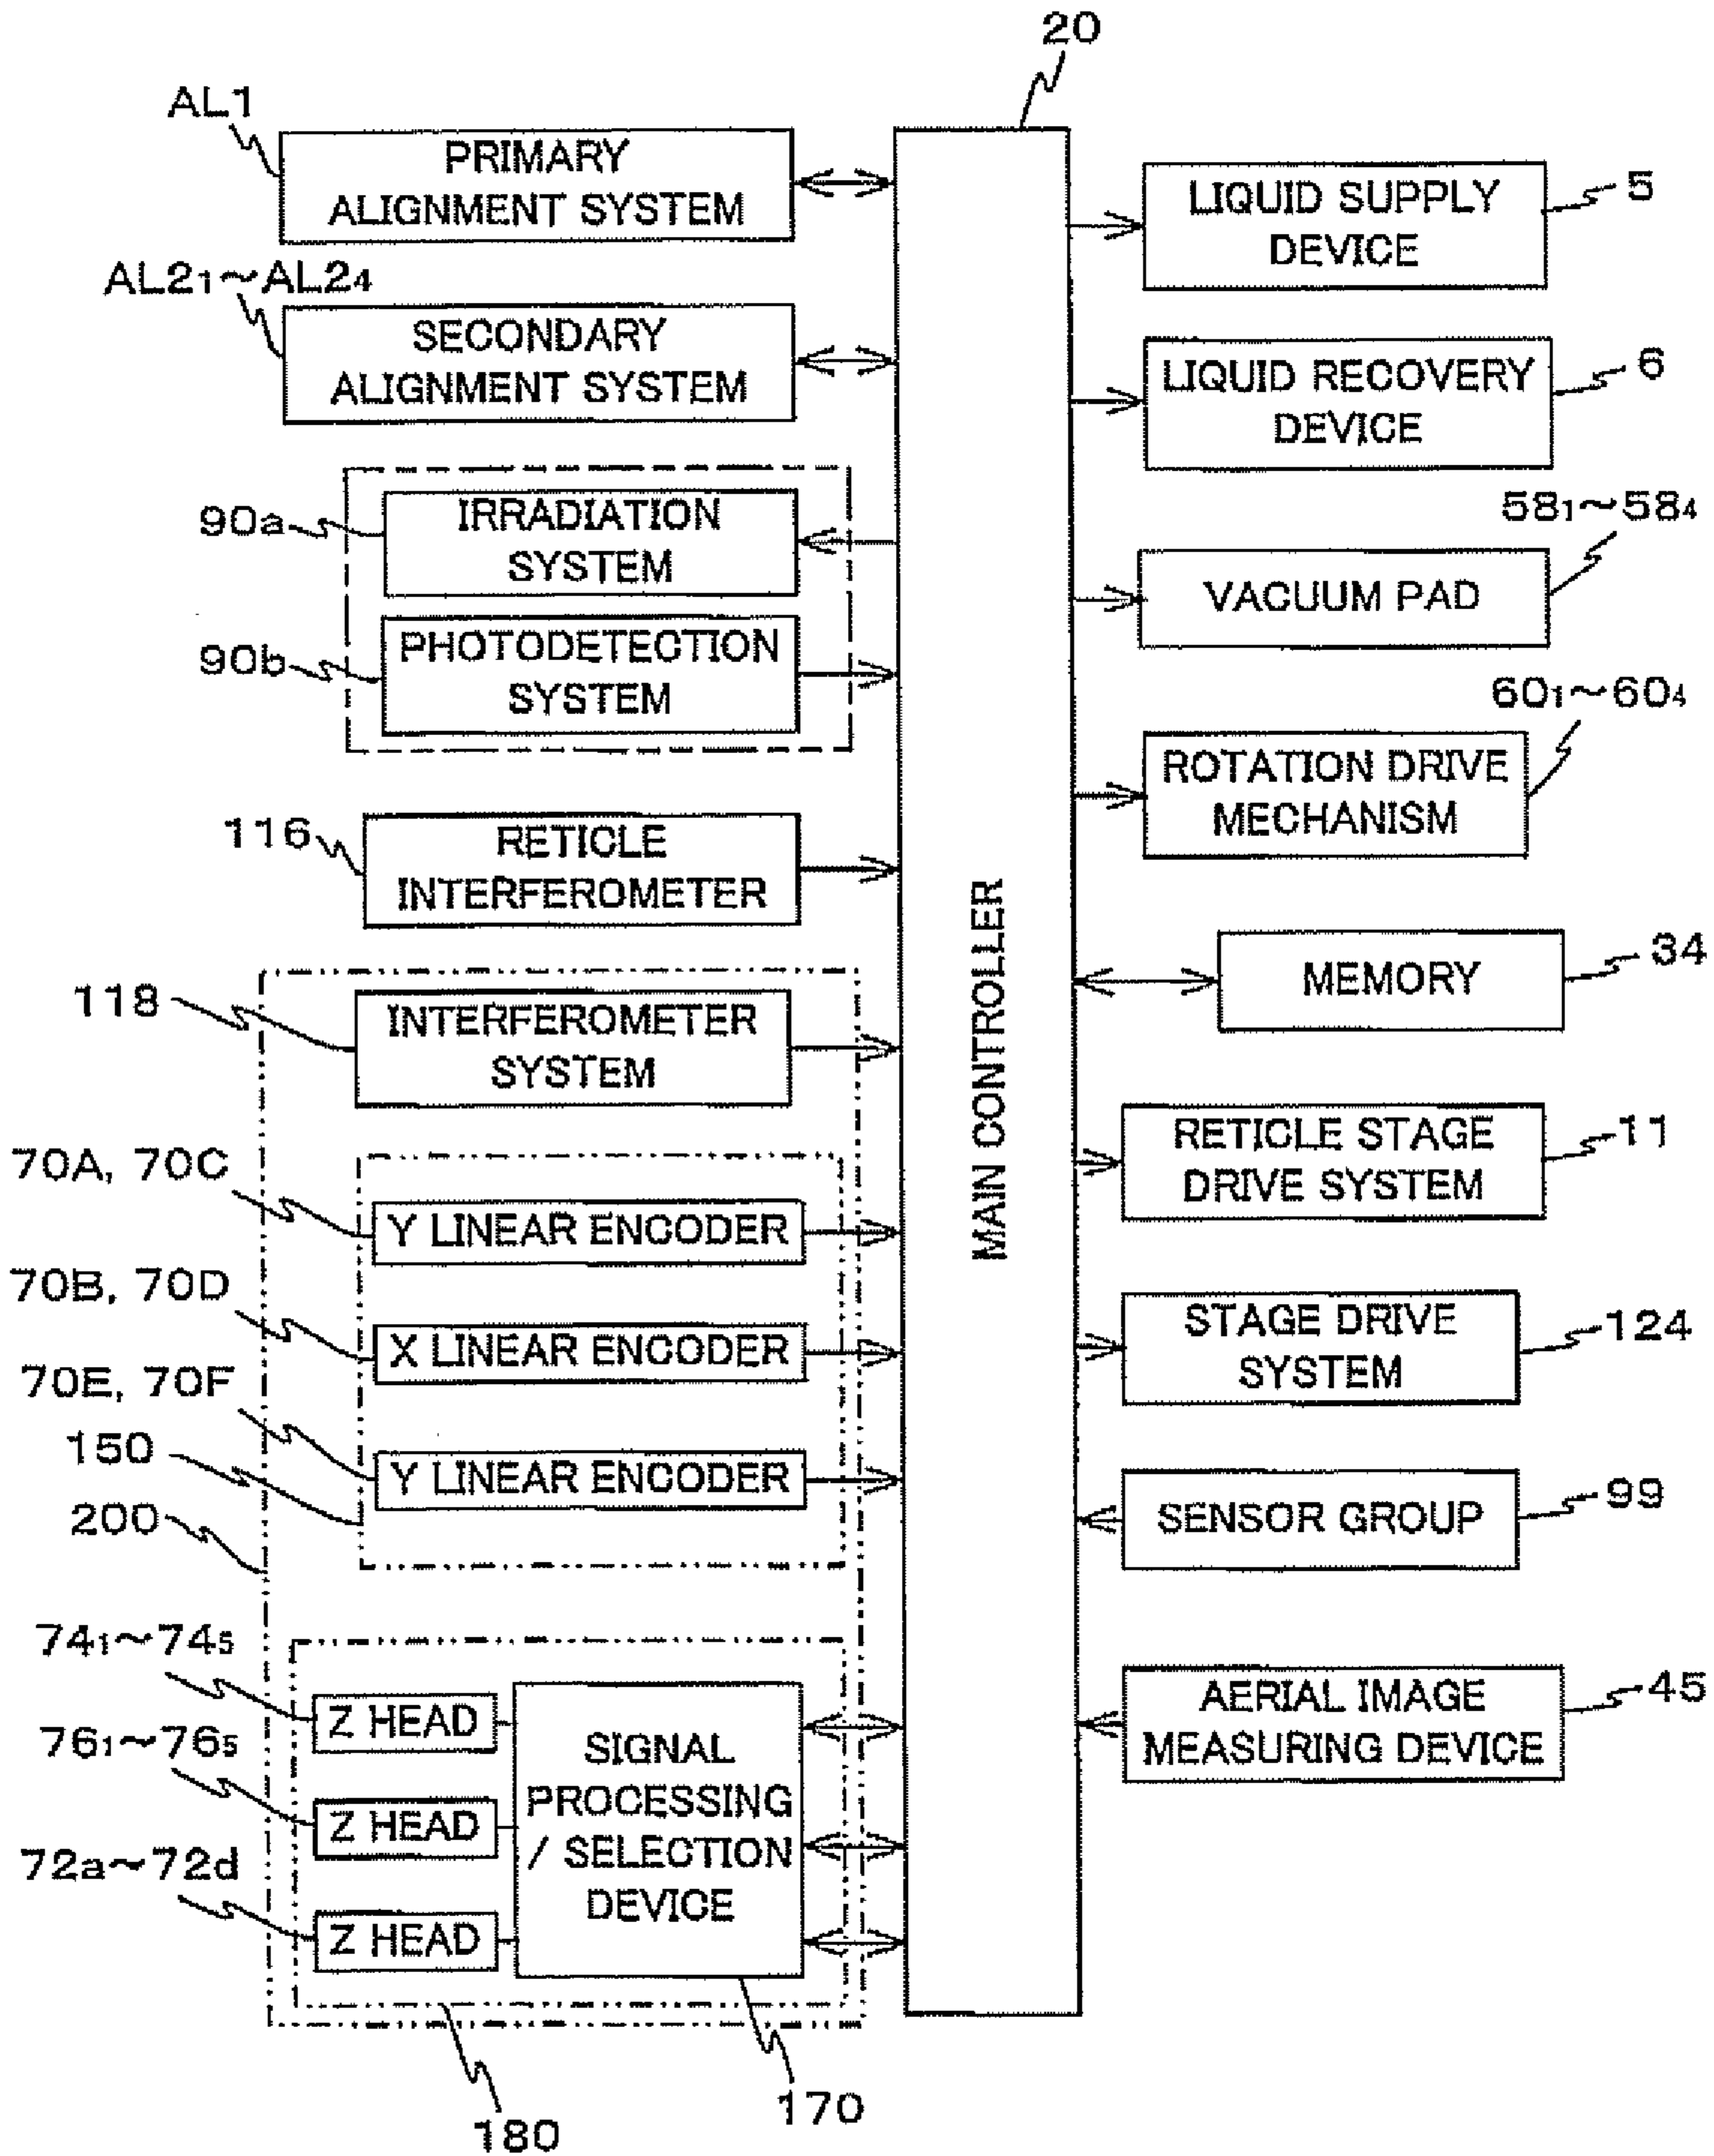 20
AL1
PRIMARY
ALIGNMENT SYSTEM
AL2₁~AL2₄
SECONDARY
ALIGNMENT SYSTEM
90a
IRRADIATION
SYSTEM
90b
PHOTODETECTION
SYSTEM
116
RETICLE
INTERFEROMETER
118
INTERFEROMETER
SYSTEM
70A, 70C
Y LINEAR ENCODER
70B, 70D
X LINEAR ENCODER
70E, 70F
Y LINEAR ENCODER
150
200
74₁~74₅
Z HEAD
76₁~76₅
Z HEAD
72a~72d
Z HEAD
SIGNAL
PROCESSING
/ SELECTION
DEVICE
180
170
MAIN CONTROLLER
LIQUID SUPPLY
DEVICE
5
LIQUID RECOVERY
DEVICE
6
58₁~58₄
VACUUM PAD
60₁~60₄
ROTATION DRIVE
MECHANISM
MEMORY
34
RETICLE STAGE
DRIVE SYSTEM
11
STAGE DRIVE
SYSTEM
124
SENSOR GROUP
99
AERIAL IMAGE
MEASURING DEVICE
45